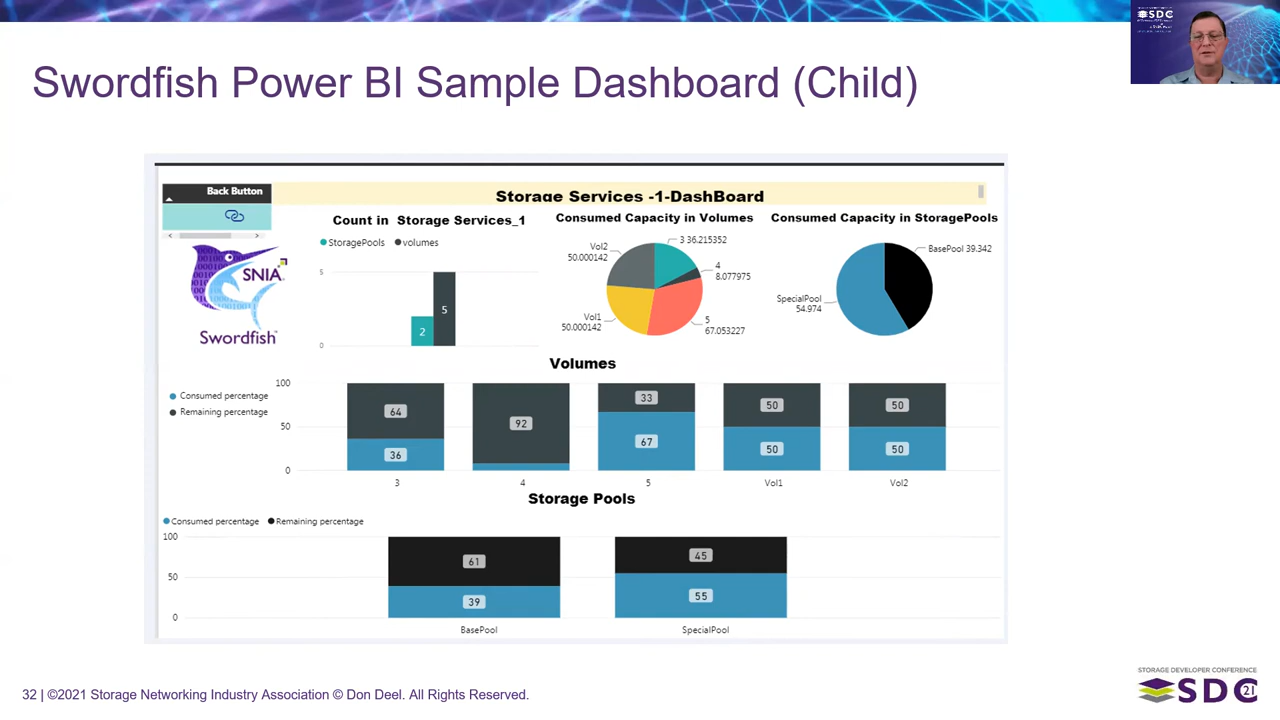 SDC
Swordfish Power BI Sample Dashboard (Child)
Back Button
Storage Services -1-DashBoard
Count in Storage Services_1
StoragePools volumes
5
0
2
5
Consumed Capacity in Volumes
3 36.215352
4
8.077975
5
67.053227
Vol1
50.000142
Vol2
50.000142
Consumed Capacity in StoragePools
BasePool 39.342
SpecialPool
54.974
SNIA
Swordfish
Volumes
Consumed percentage
Remaining percentage
100
50
0
64
36
92
33
67
50
50
50
50
3 4 5 Vol1 Vol2
Storage Pools
Consumed percentage Remaining percentage
100
50
0
61
39
45
55
BasePool SpecialPool
32 | ©2021 Storage Networking Industry Association © Don Deel. All Rights Reserved.
STORAGE DEVELOPER CONFERENCE
SDC 21